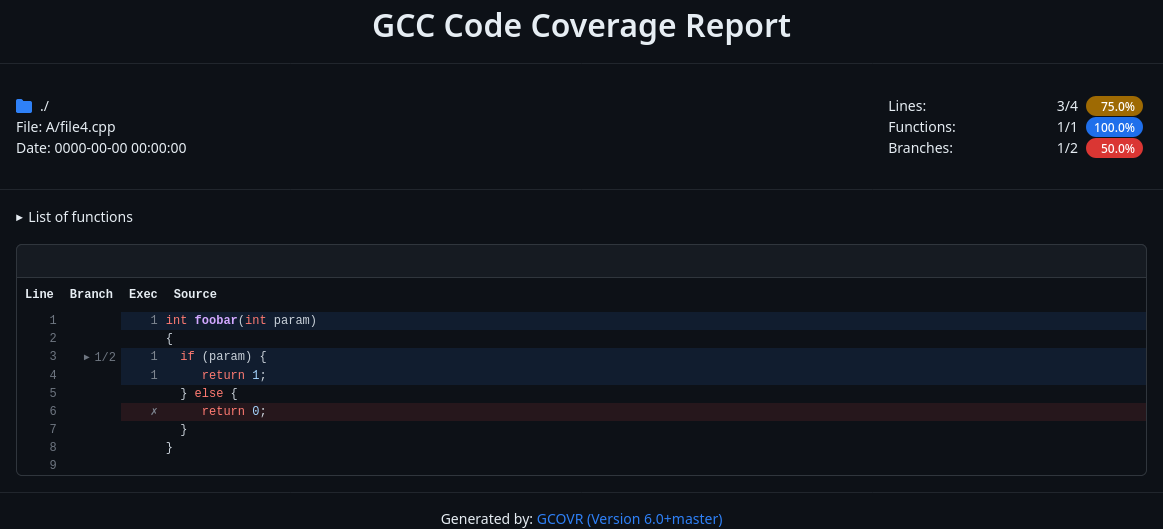 GCC Code Coverage Report
./
File: A/file4.cpp
Date: 0000-00-00 00:00:00
Lines: 3/4 75.0%
Functions: 1/1 100.0%
Branches: 1/2 50.0%
▸ List of functions
Line Branch Exec Source
1 1 int foobar(int param)
2 {
3 ▸ 1/2 1 if (param) {
4 1 return 1;
5 } else {
6 ✗ return 0;
7 }
8 }
9
Generated by: GCOVR (Version 6.0+master)